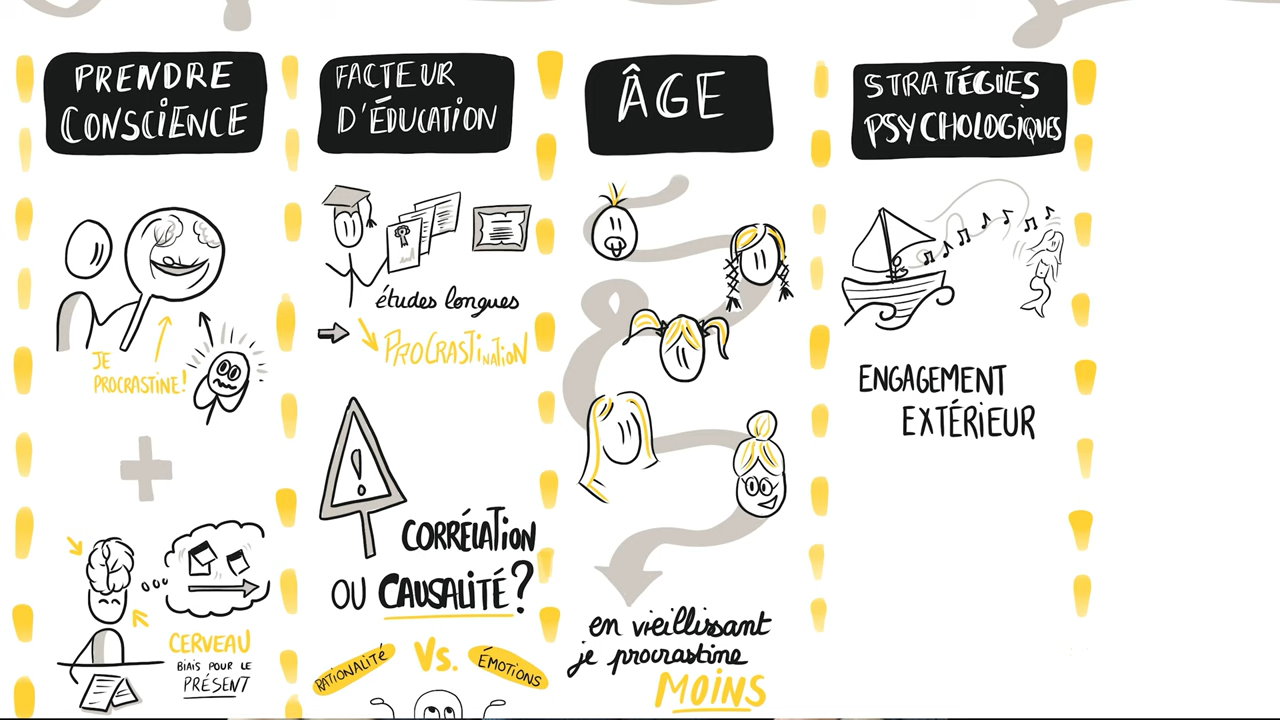 PRENDRE
CONSCIENCE
JE
PROCRASTINE!
CERVEAU
BIAIS POUR LE
PRÉSENT
FACTEUR
D'ÉDUCATION
études longues
PROCRASTINATION
!
CORRÉLATION
OU CAUSALITÉ?
RATIONALITÉ Vs. ÉMOTIONS
ÂGE
en vieillissant
je procrastine
MOINS
STRATÉGIES
PSYCHOLOGIQUES
ENGAGEMENT
EXTÉRIEUR